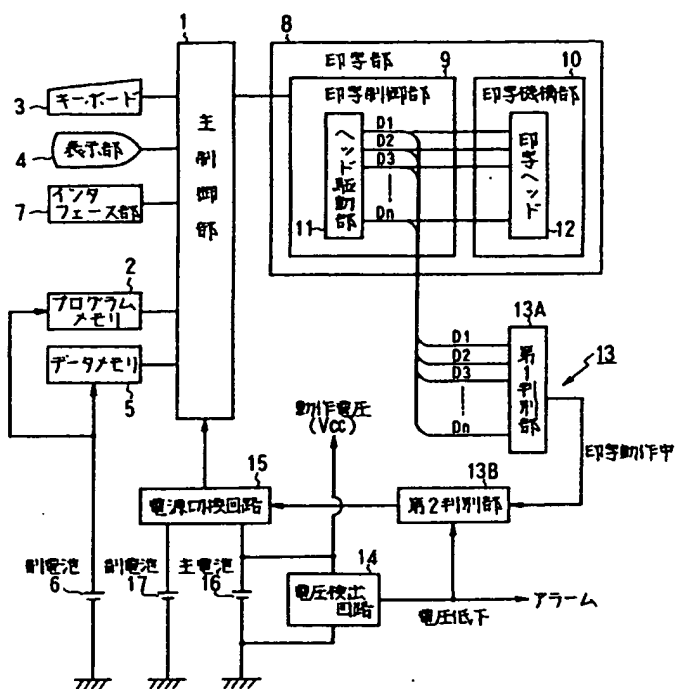 1
主制御部
8
印字部
9
印字制御部
10
印字機構部
3
キーボード
4
表示部
7
インタ
フェース部
ヘッド駆動部
11
D1
D2
D3
Dn
印字ヘッド
12
2
プログラム
メモリ
データメモリ
5
13A
D1
D2
D3
Dn
第1判別部
13
印字動作中
動作電圧
(VCC)
15
電源切換回路
13B
第2判別部
副電池
6
副電池
17
主電池
16
14
電圧検出
回路
電圧低下
アラーム